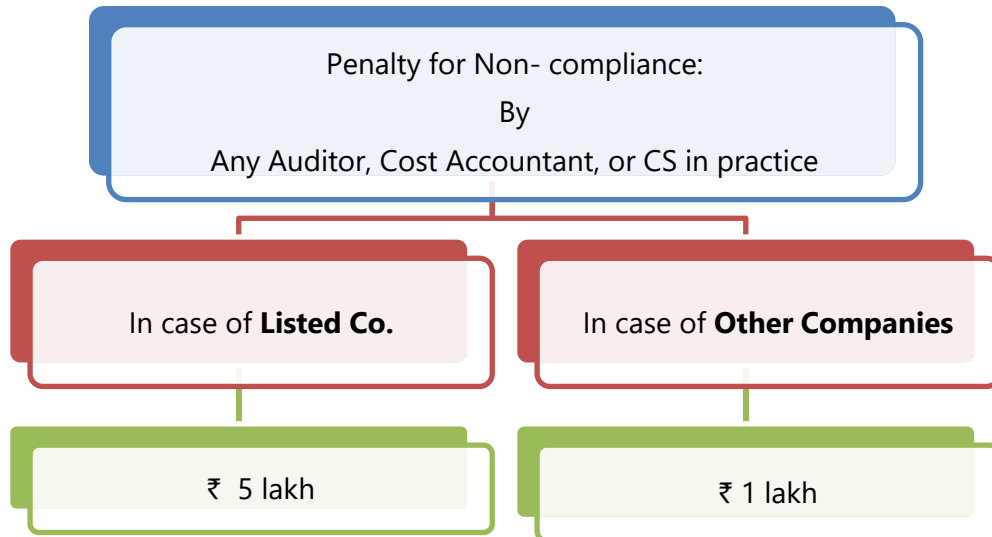 Penalty for Non- compliance:
By
Any Auditor, Cost Accountant, or CS in practice
In case of Listed Co.
In case of Other Companies
₹ 5 lakh
₹ 1 lakh